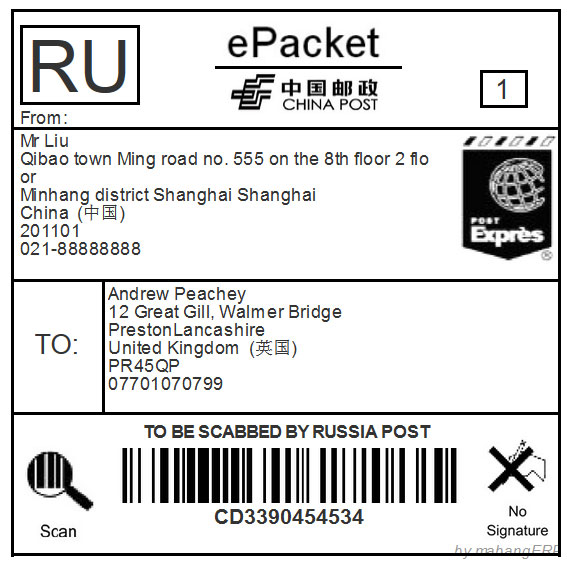 RU
ePacket
中国邮政
CHINA POST
1
From:
Mr Liu
Qibao town Ming road no. 555 on the 8th floor 2 flo
or
Minhang district Shanghai Shanghai
China (中国)
201101
021-88888888
POST
Exprès
®
TO:
Andrew Peachey
12 Great Gill, Walmer Bridge
PrestonLancashire
United Kingdom (英国)
PR45QP
07701070799
TO BE SCABBED BY RUSSIA POST
CD3390454534
Scan
No
Signature
by mabangERP